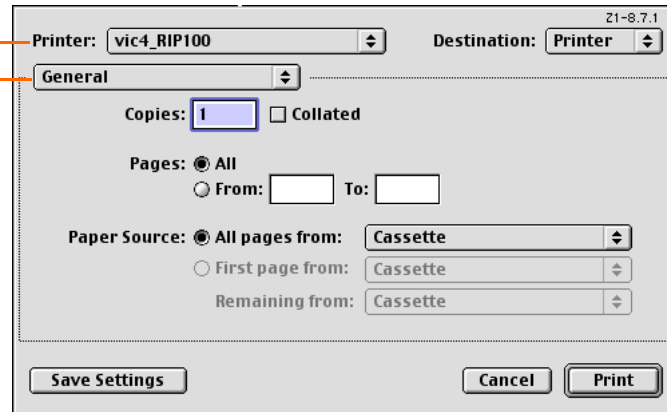 Z1-8.7.1
Printer: vic4_RIP100 Destination: Printer
General
Copies: 1 Collated
Pages: All
From: To:
Paper Source: All pages from: Cassette
First page from: Cassette
Remaining from: Cassette
Save Settings Cancel Print